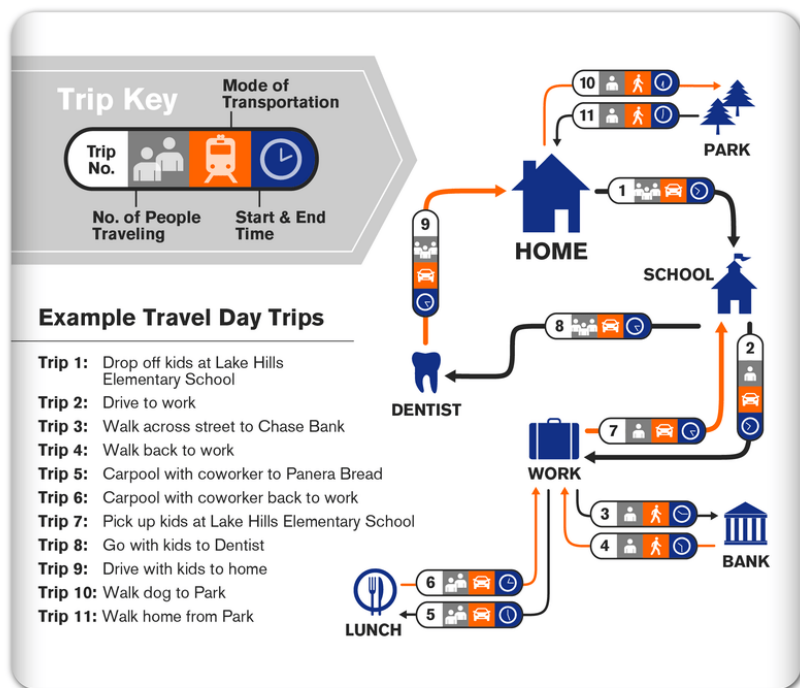 Trip Key
Mode of
Transportation
Trip
No.
No. of People
Traveling
Start & End
Time
Example Travel Day Trips
Trip 1: Drop off kids at Lake Hills
Elementary School
Trip 2: Drive to work
Trip 3: Walk across street to Chase Bank
Trip 4: Walk back to work
Trip 5: Carpool with coworker to Panera Bread
Trip 6: Carpool with coworker back to work
Trip 7: Pick up kids at Lake Hills Elementary School
Trip 8: Go with kids to Dentist
Trip 9: Drive with kids to home
Trip 10: Walk dog to Park
Trip 11: Walk home from Park
10
11
PARK
1
9
HOME
SCHOOL
8
2
DENTIST
7
WORK
3
4
BANK
6
5
LUNCH